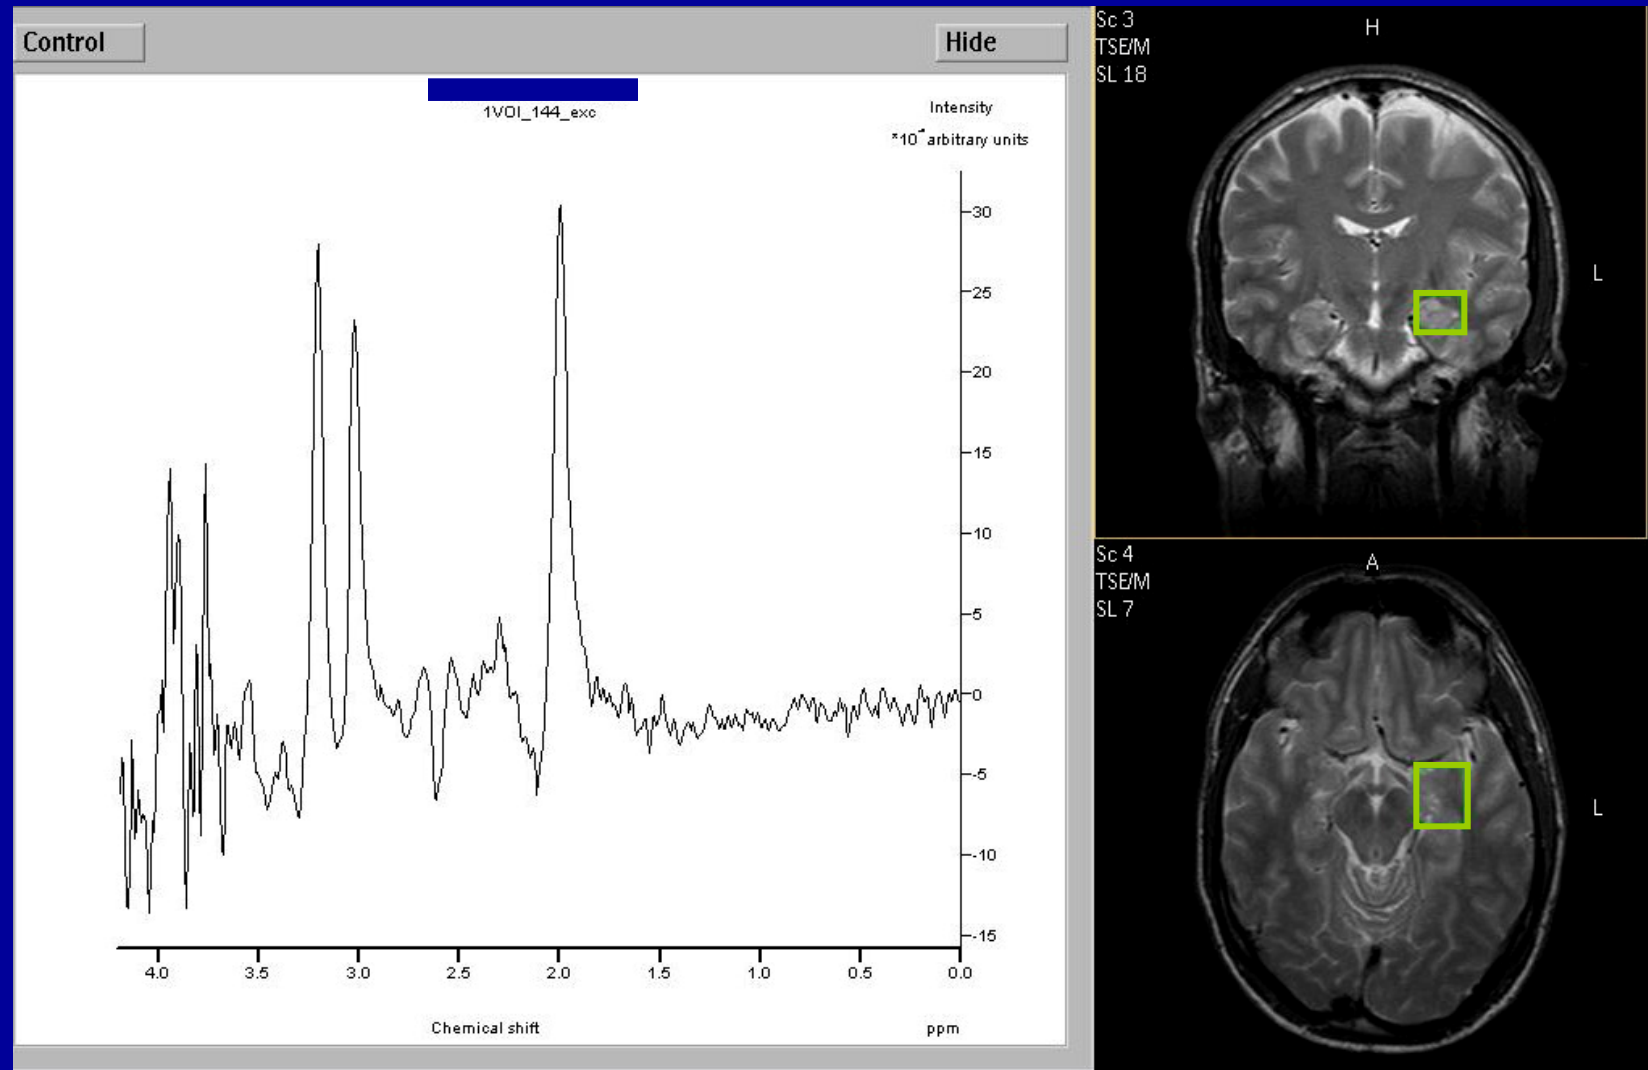 Control
Hide
1VOI_144_exc
Intensity
*10 arbitrary units
30
25
20
15
10
5
0
-5
-10
-15
4.0 3.5 3.0 2.5 2.0 1.5 1.0 0.5 0.0
Chemical shift
ppm
Sc 3
TSE/M
SL 18
H
L
Sc 4
TSE/M
SL 7
A
L